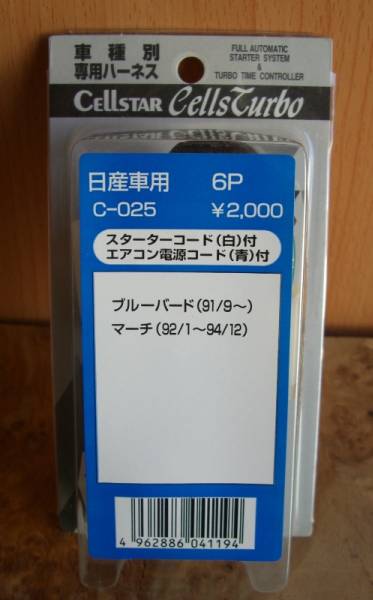 車種別
専用ハーネス
FULL AUTOMATIC
STARTER SYSTEM
&
TURBO TIME CONTROLLER
CELLSTAR CellsTurbo
日産車用 6P
C-025 ¥2,000
スターターコード(白)付
エアコン電源コード(青)付
ブルーバード(91/9～)
マーチ(92/1～94/12)
4 962886 041194